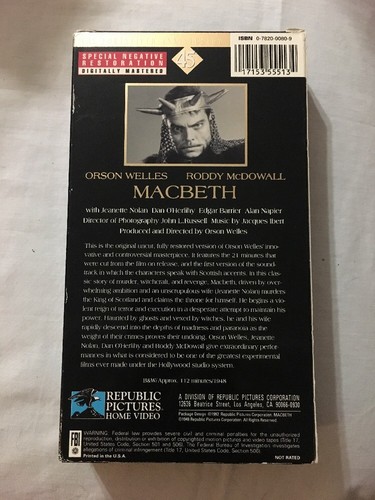 SPECIAL NEGATIVE
RESTORATION
DIGITALLY MASTERED
45
ISBN 0-7820-0080-9
17153 55513
ORSON WELLES RODDY McDOWALL
MACBETH
with Jeanette Nolan Dan O'Herlihy Edgar Barrier Alan Napier
Director of Photography John L. Russell Music by Jacques Ibert
Produced and Directed by Orson Welles
This is the original uncut, fully restored version of Orson Welles' inno-
vative and controversial masterpiece. It features the 21 minutes that
were cut from the film on release, and the first version of the sound-
track in which the characters speak with Scottish accents. In this clas-
sic story of murder, witchcraft, and revenge, Macbeth, driven by over-
whelming ambition and an unscrupulous wife (Jeanette Nolan) murders
the King of Scotland and claims the throne for himself. He begins a vio-
lent reign of terror and execution in a desperate attempt to maintain his
power. Haunted by ghosts and vexed by witches, he and his wife
rapidly descend into the depths of madness and paranoia as the
weight of their crimes proves their undoing. Orson Welles, Jeanette
Nolan, Dan O'Herlihy and Roddy McDowall give extraordinary perfor-
mances in what is considered to be one of the greatest experimental
films ever made under the Hollywood studio system.
B&W/Approx. 112 minutes/1948
REPUBLIC
PICTURES
HOME VIDEO
A DIVISION OF REPUBLIC PICTURES CORPORATION
12636 Beatrice Street, Los Angeles, CA 90066-0930
Package Design ©1992 Republic Pictures Corporation MACBETH
©1948 Republic Pictures Corporation. All Rights Reserved.
FBI
WARNING: Federal law provides severe civil and criminal penalties for the unauthorized
reproduction, distribution or exhibition of copyrighted motion pictures and video tapes (Title 17,
United States Code, Section 501 and 506). The Federal Bureau of Investigation investigates
allegations of criminal infringement (Title 17, United States Code, Section 506).
Printed in the U.S.A.
NOT RATED